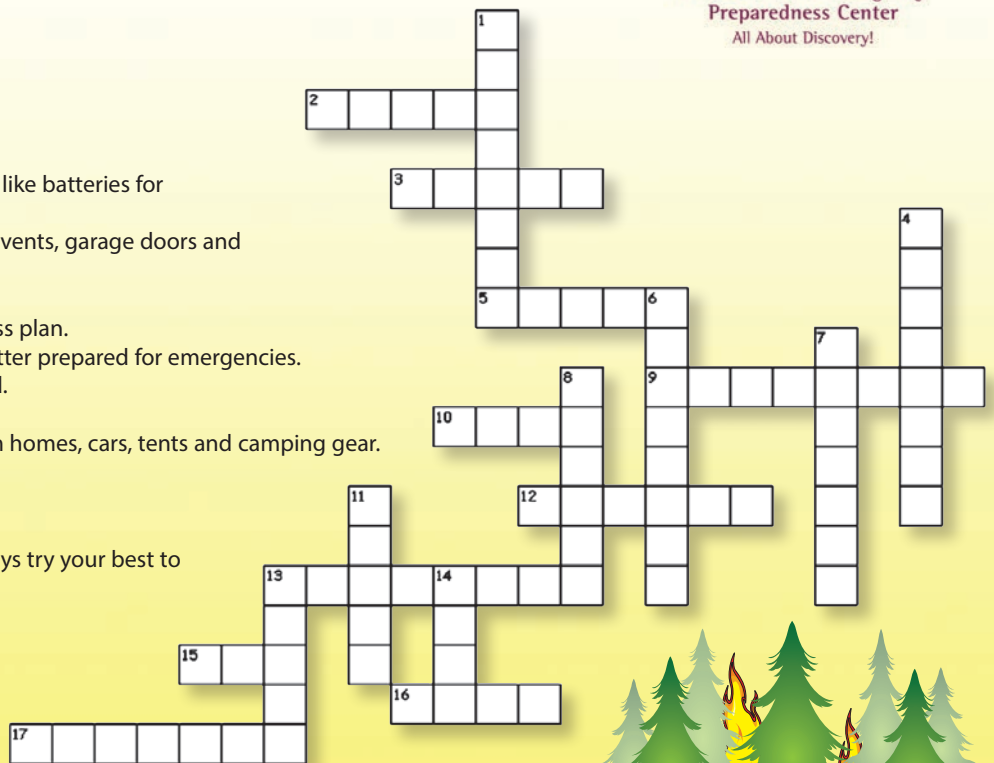 Preparedness Center
All About Discovery!
like batteries for
vents, garage doors and
ss plan.
tter prepared for emergencies.
homes, cars, tents and camping gear.
ys try your best to
1
2
3
4
5
6
7
8
9
10
11
12
13
14
15
16
17